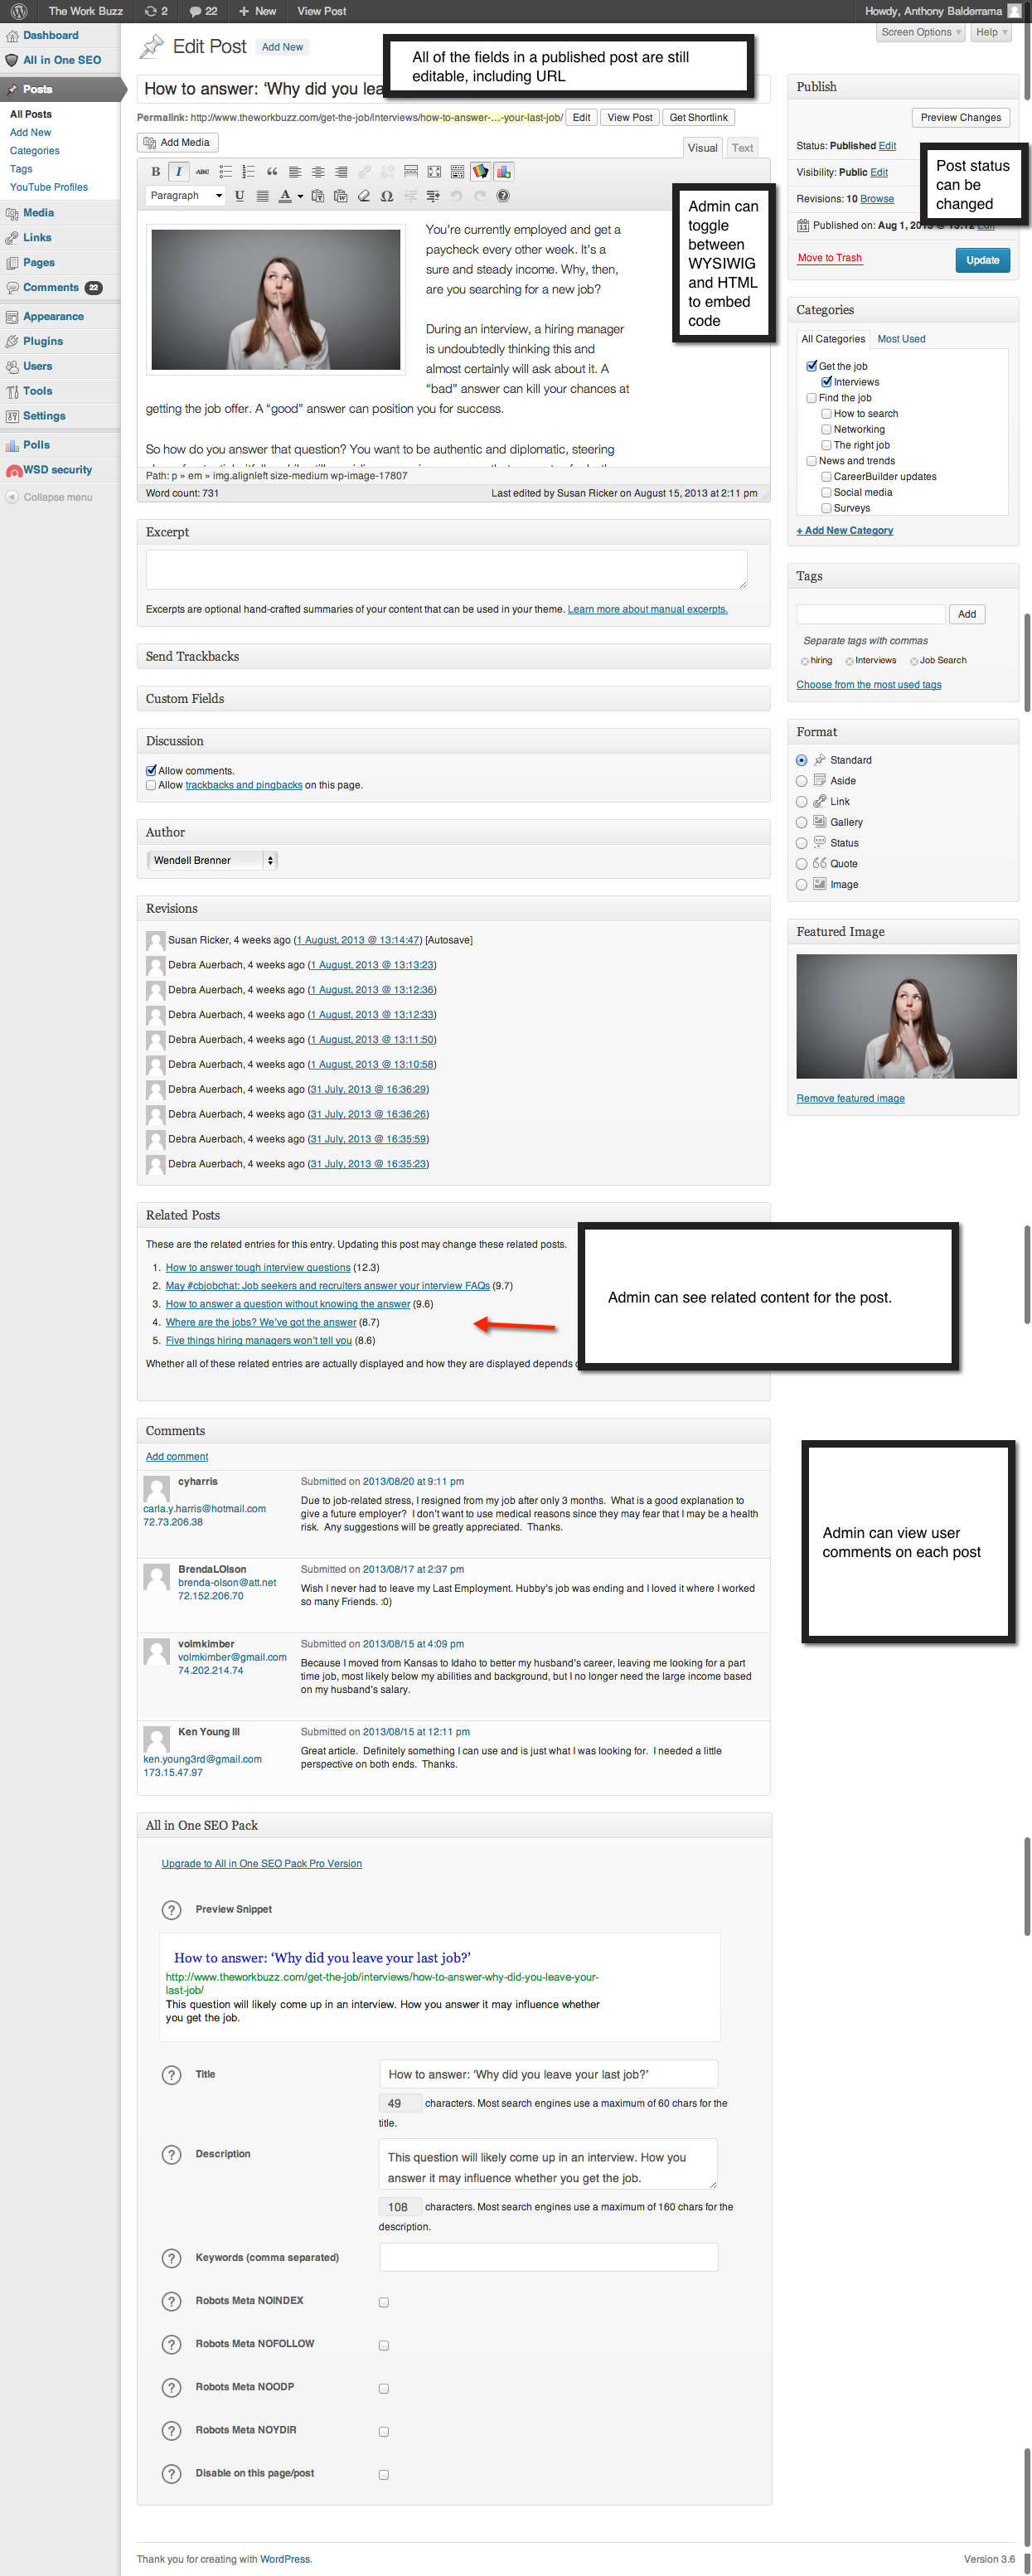 The Work Buzz 2 22 + New View Post Howdy, Anthony Balderrama
Dashboard
All in One SEO
Posts
All Posts
Add New
Categories
Tags
YouTube Profiles
Media
Links
Pages
Comments 22
Appearance
Plugins
Users
Tools
Settings
Polls
WSD security
Collapse menu
Screen Options Help
Edit Post Add New
All of the fields in a published post are still
editable, including URL
How to answer: ‘Why did you lea
Permalink: http://www.theworkbuzz.com/get-the-job/interviews/how-to-answer-...-your-last-job/ Edit View Post Get Shortlink
Add Media
Visual Text
B I ABC
Paragraph U A Ω
Admin can
toggle
between
WYSIWIG
and HTML
to embed
code
You’re currently employed and get a
paycheck every other week. It’s a
sure and steady income. Why, then,
are you searching for a new job?
During an interview, a hiring manager
is undoubtedly thinking this and
almost certainly will ask about it. A
“bad” answer can kill your chances at
getting the job offer. A “good” answer can position you for success.
So how do you answer that question? You want to be authentic and diplomatic, steering
Path: p » em » img.alignleft size-medium wp-image-17807
Word count: 731 Last edited by Susan Ricker on August 15, 2013 at 2:11 pm
Excerpt
Excerpts are optional hand-crafted summaries of your content that can be used in your theme. Learn more about manual excerpts.
Send Trackbacks
Custom Fields
Discussion
Allow comments.
Allow trackbacks and pingbacks on this page.
Author
Wendell Brenner
Revisions
Susan Ricker, 4 weeks ago (1 August, 2013 @ 13:14:47) [Autosave]
Debra Auerbach, 4 weeks ago (1 August, 2013 @ 13:13:23)
Debra Auerbach, 4 weeks ago (1 August, 2013 @ 13:12:36)
Debra Auerbach, 4 weeks ago (1 August, 2013 @ 13:12:33)
Debra Auerbach, 4 weeks ago (1 August, 2013 @ 13:11:50)
Debra Auerbach, 4 weeks ago (1 August, 2013 @ 13:10:58)
Debra Auerbach, 4 weeks ago (31 July, 2013 @ 16:36:29)
Debra Auerbach, 4 weeks ago (31 July, 2013 @ 16:36:26)
Debra Auerbach, 4 weeks ago (31 July, 2013 @ 16:35:59)
Debra Auerbach, 4 weeks ago (31 July, 2013 @ 16:35:23)
Related Posts
These are the related entries for this entry. Updating this post may change these related posts.
1. How to answer tough interview questions (12.3)
2. May #cbjobchat: Job seekers and recruiters answer your interview FAQs (9.7)
3. How to answer a question without knowing the answer (9.6)
4. Where are the jobs? We’ve got the answer (8.7)
5. Five things hiring managers won’t tell you (8.6)
Whether all of these related entries are actually displayed and how they are displayed depends
Admin can see related content for the post.
Comments
Add comment
cyharris
carla.y.harris@hotmail.com
72.73.206.38
Submitted on 2013/08/20 at 9:11 pm
Due to job-related stress, I resigned from my job after only 3 months. What is a good explanation to
give a future employer? I don't want to use medical reasons since they may fear that I may be a health
risk. Any suggestions will be greatly appreciated. Thanks.
BrendaLOlson
brenda-olson@att.net
72.152.206.70
Submitted on 2013/08/17 at 2:37 pm
Wish I never had to leave my Last Employment. Hubby's job was ending and I loved it where I worked
so many Friends. :0)
volmkimber
volmkimber@gmail.com
74.202.214.74
Submitted on 2013/08/15 at 4:09 pm
Because I moved from Kansas to Idaho to better my husband's career, leaving me looking for a part
time job, most likely below my abilities and background, but I no longer need the large income based
on my husband's salary.
Ken Young III
ken.young3rd@gmail.com
173.15.47.97
Submitted on 2013/08/15 at 12:11 pm
Great article. Definitely something I can use and is just what I was looking for. I needed a little
perspective on both ends. Thanks.
Admin can view user
comments on each post
All in One SEO Pack
Upgrade to All in One SEO Pack Pro Version
? Preview Snippet
How to answer: ‘Why did you leave your last job?’
http://www.theworkbuzz.com/get-the-job/interviews/how-to-answer-why-did-you-leave-your-
last-job/
This question will likely come up in an interview. How you answer it may influence whether
you get the job.
? Title How to answer: ‘Why did you leave your last job?’
49 characters. Most search engines use a maximum of 60 chars for the
title.
? Description This question will likely come up in an interview. How you
answer it may influence whether you get the job.
108 characters. Most search engines use a maximum of 160 chars for the
description.
? Keywords (comma separated)
? Robots Meta NOINDEX
? Robots Meta NOFOLLOW
? Robots Meta NOODP
? Robots Meta NOYDIR
? Disable on this page/post
Publish
Preview Changes
Status: Published Edit
Visibility: Public Edit
Revisions: 10 Browse
Published on: Aug 1, 2013 @ 13:12 Edit
Move to Trash Update
Post status
can be
changed
Categories
All Categories Most Used
Get the job
Interviews
Find the job
How to search
Networking
The right job
News and trends
CareerBuilder updates
Social media
Surveys
+ Add New Category
Tags
Add
Separate tags with commas
hiring Interviews Job Search
Choose from the most used tags
Format
Standard
Aside
Link
Gallery
Status
Quote
Image
Featured Image
Remove featured image
Thank you for creating with WordPress. Version 3.6